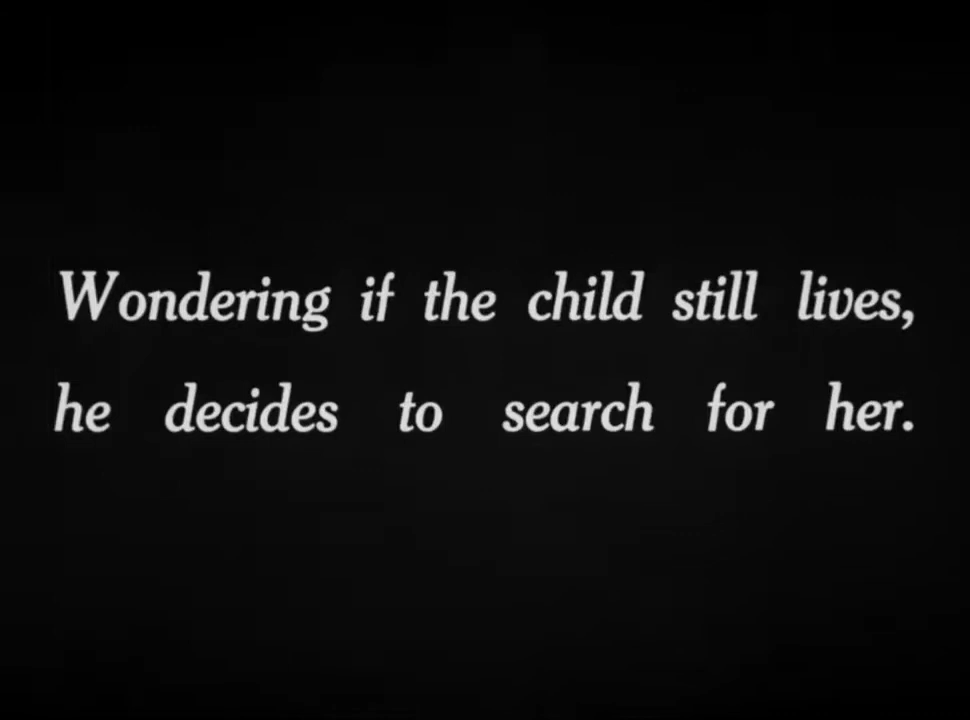 Wondering if the child still lives,
he decides to search for her.